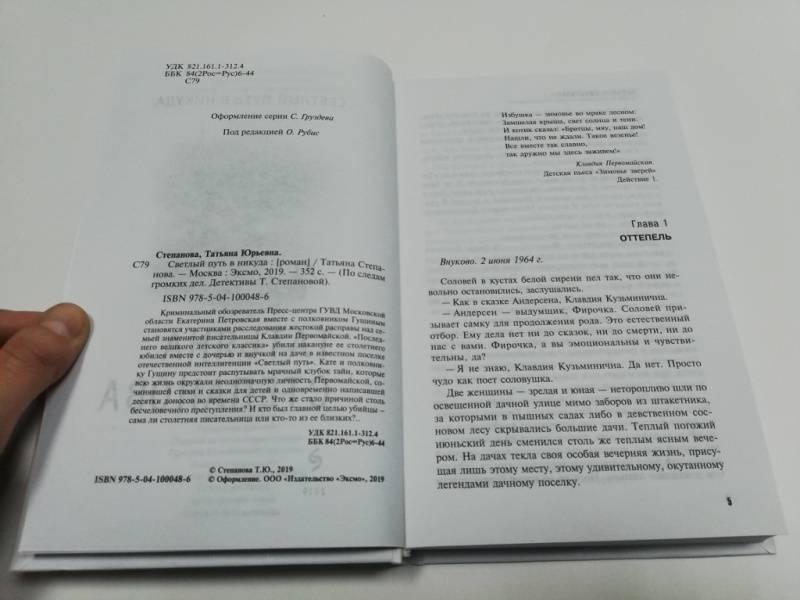 УДК 821.161.1-312.4
ББК 84(2Рос=Рус)6-44
С79
Оформление серии С. Груздева
Под редакцией О. Рубис
Степанова, Татьяна Юрьевна.
С79 Светлый путь в никуда : [роман] / Татьяна Степа-
нова. — Москва : Эксмо, 2019. — 352 с. — (По следам
громких дел. Детективы Т. Степановой).
ISBN 978-5-04-100048-6
Криминальный обозреватель Пресс-центра ГУВД Московской
области Екатерина Петровская вместе с полковником Гущиным
становятся участниками расследования жестокой расправы над се-
мьей знаменитой писательницы Клавдии Первомайской. «Послед-
него великого детского классика» убили накануне ее столетнего
юбилея вместе с дочерью и внучкой на даче в известном поселке
отечественной интеллигенции «Светлый путь». Кате и полковни-
ку Гущину предстоит распутывать мрачный клубок тайн, которые
всю жизнь окружали неоднозначную личность Первомайской, со-
чинявшей стихи и сказки для детей и одновременно написавшей
десятки доносов во времена СССР. Что же стало причиной столь
бесчеловечного преступления? И кто был главной целью убийцы –
сама ли столетняя писательница или кто-то из ее близких?..
УДК 821.161.1-312.4
ББК 84(2Рос=Рус)6-44
© Степанова Т.Ю., 2019
ISBN 978-5-04-100048-6 © Оформление. ООО «Издательство «Эксмо», 2019
Избушка – зимовье во мраке лесном:
Замшелая крыша, свет солнца и тени.
И котик сказал: «Братцы, мяу, наш дом!
Нашли, что не ждали. Такое везенье!
Все вместе так славно,
так дружно мы здесь заживем!»
Клавдия Первомайская.
Детская пьеса «Зимовье зверей»
Действие 1.
Глава 1
ОТТЕПЕЛЬ
Внуково. 2 июня 1964 г.
Соловей в кустах белой сирени пел так, что они не-
вольно остановились, заслушались.
— Как в сказке Андерсена, Клавдия Кузьминична.
— Андерсен – выдумщик, Фирочка. Соловей при-
зывает самку для продолжения рода. Это естественный
отбор. Ему дела нет ни до сказок, ни до смерти, ни до
нас с вами. Фирочка, а вы эмоциональны и чувстви-
тельны, да?
— Я не знаю, Клавдия Кузьминична. Да нет. Просто
чудо как поет соловушка.
Две женщины – зрелая и юная – неторопливо шли по
освещенной дачной улице мимо заборов из штакетника,
за которыми в пышных садах либо в девственном сос-
новом лесу скрывались большие дачи. Теплый погожий
июньский день сменился столь же теплым ясным вече-
ром. На дачах текла своя особая вечерняя жизнь, прису-
щая лишь этому месту, этому удивительному, окутанному
легендами дачному поселку.
5